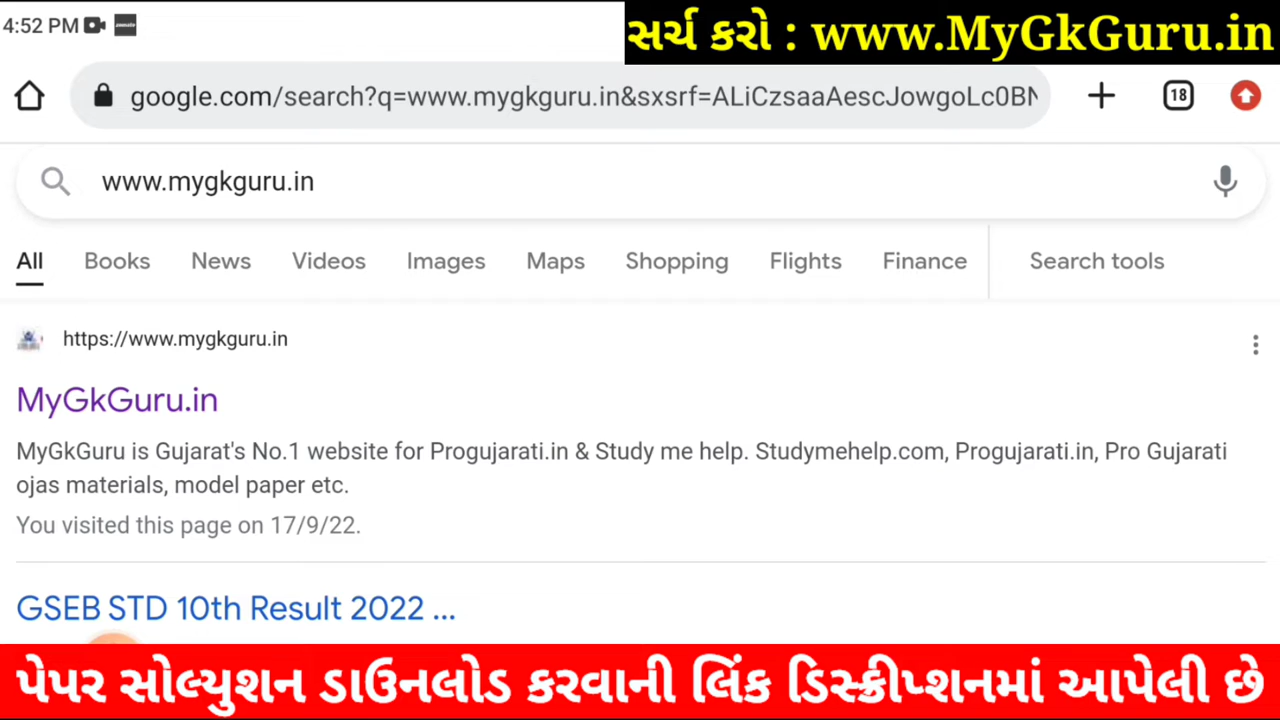 4:52 PM
સર્ચ કરો : www.MyGkGuru.in
google.com/search?q=www.mygkguru.in&sxsrf=ALiCzsaaAescJowgoLc0BN
18
www.mygkguru.in
All Books News Videos Images Maps Shopping Flights Finance Search tools
https://www.mygkguru.in
MyGkGuru.in
MyGkGuru is Gujarat's No.1 website for Progujarati.in & Study me help. Studymehelp.com, Progujarati.in, Pro Gujarati
ojas materials, model paper etc.
You visited this page on 17/9/22.
GSEB STD 10th Result 2022 ...
પેપર સોલ્યુશન ડાઉનલોડ કરવાની લિંક ડિસ્ક્રીપ્શનમાં આપેલી છે